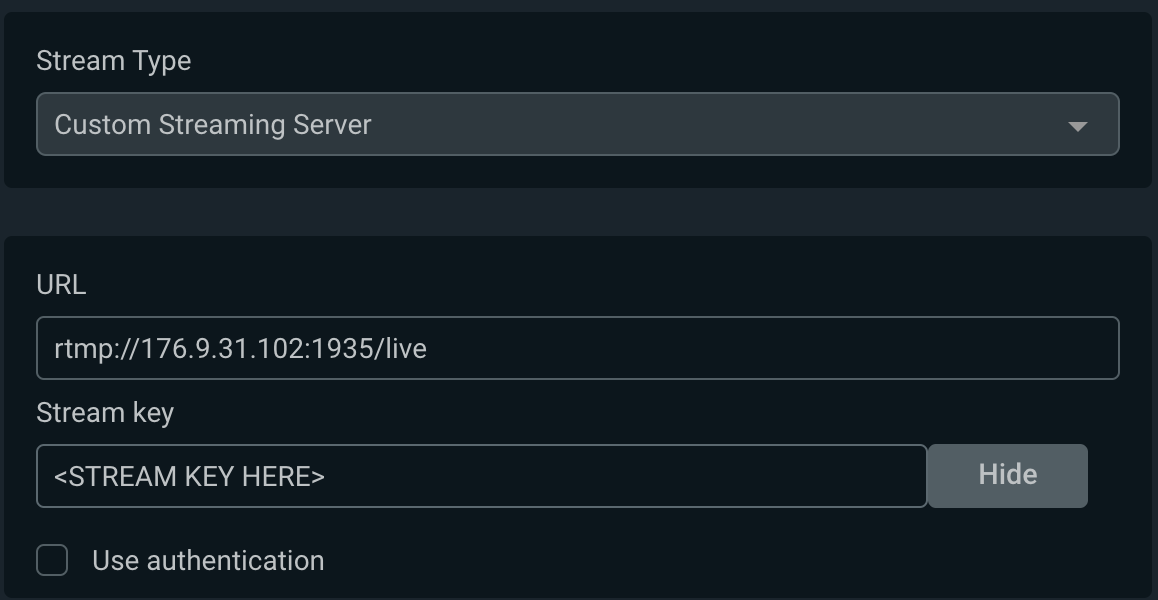 Stream Type
Custom Streaming Server
URL
rtmp://176.9.31.102:1935/live
Stream key
<STREAM KEY HERE>
Hide
Use authentication